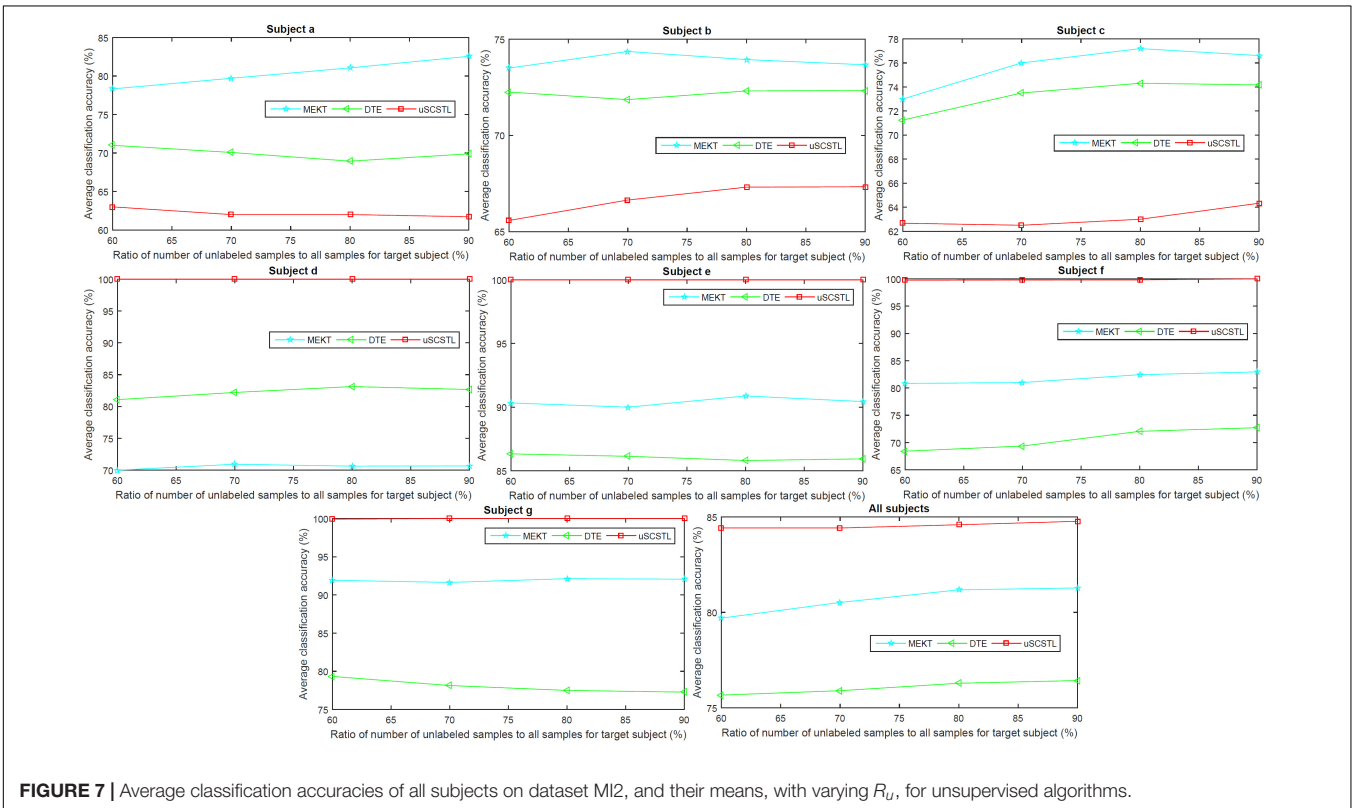 Subject a
85
80
75
70
65
60
60 65 70 75 80 85 90
Average classification accuracy (%)
MEKT DTE uSCSTL
Ratio of number of unlabeled samples to all samples for target subject (%)
Subject b
75
70
65
60 65 70 75 80 85 90
Average classification accuracy (%)
MEKT DTE uSCSTL
Ratio of number of unlabeled samples to all samples for target subject (%)
Subject c
78
76
74
72
70
68
66
64
62
60 65 70 75 80 85 90
Average classification accuracy (%)
MEKT DTE uSCSTL
Ratio of number of unlabeled samples to all samples for target subject (%)
Subject d
100
95
90
85
80
75
70
60 65 70 75 80 85 90
Average classification accuracy (%)
MEKT DTE uSCSTL
Ratio of number of unlabeled samples to all samples for target subject (%)
Subject e
100
95
90
85
60 65 70 75 80 85 90
Average classification accuracy (%)
MEKT DTE uSCSTL
Ratio of number of unlabeled samples to all samples for target subject (%)
Subject f
100
95
90
85
80
75
70
65
60 65 70 75 80 85 90
Average classification accuracy (%)
MEKT DTE uSCSTL
Ratio of number of unlabeled samples to all samples for target subject (%)
Subject g
100
95
90
85
80
75
60 65 70 75 80 85 90
Average classification accuracy (%)
MEKT DTE uSCSTL
Ratio of number of unlabeled samples to all samples for target subject (%)
All subjects
85
80
75
60 65 70 75 80 85 90
Average classification accuracy (%)
MEKT DTE uSCSTL
Ratio of number of unlabeled samples to all samples for target subject (%)
FIGURE 7 | Average classification accuracies of all subjects on dataset MI2, and their means, with varying Rᵤ, for unsupervised algorithms.